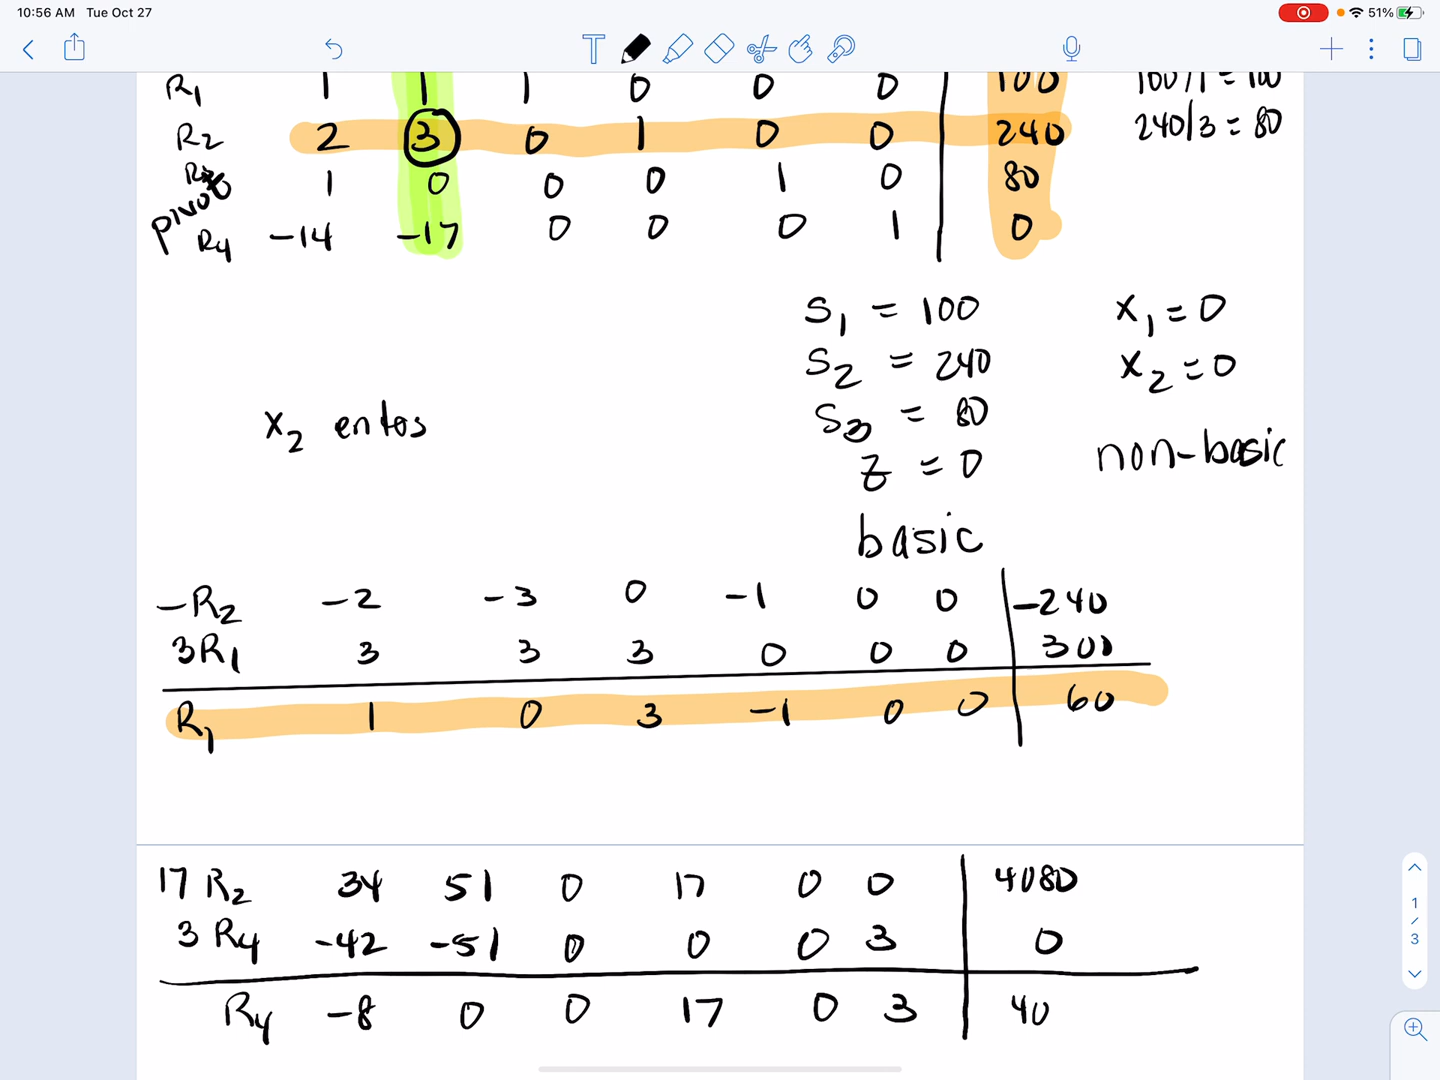 10:56 AM Tue Oct 27
51%
T
R1 1 1 1 0 0 0 100 100/1 = 100
R2 2 3 0 1 0 0 240 240/3 = 80
1 0 0 0 1 0 80
pivot
R4 -14 -17 0 0 0 1 0
S1 = 100 x1 = 0
S2 = 240 x2 = 0
S3 = 80
x2 entos
z = 0 non-basic
basic
-R2 -2 -3 0 -1 0 0 -240
3R1 3 3 3 0 0 0 300
R1 1 0 3 -1 0 0 60
17 R2 34 51 0 17 0 0 4080
3 R4 -42 -51 0 0 0 3 0
R4 -8 0 0 17 0 3 40
1
/
3